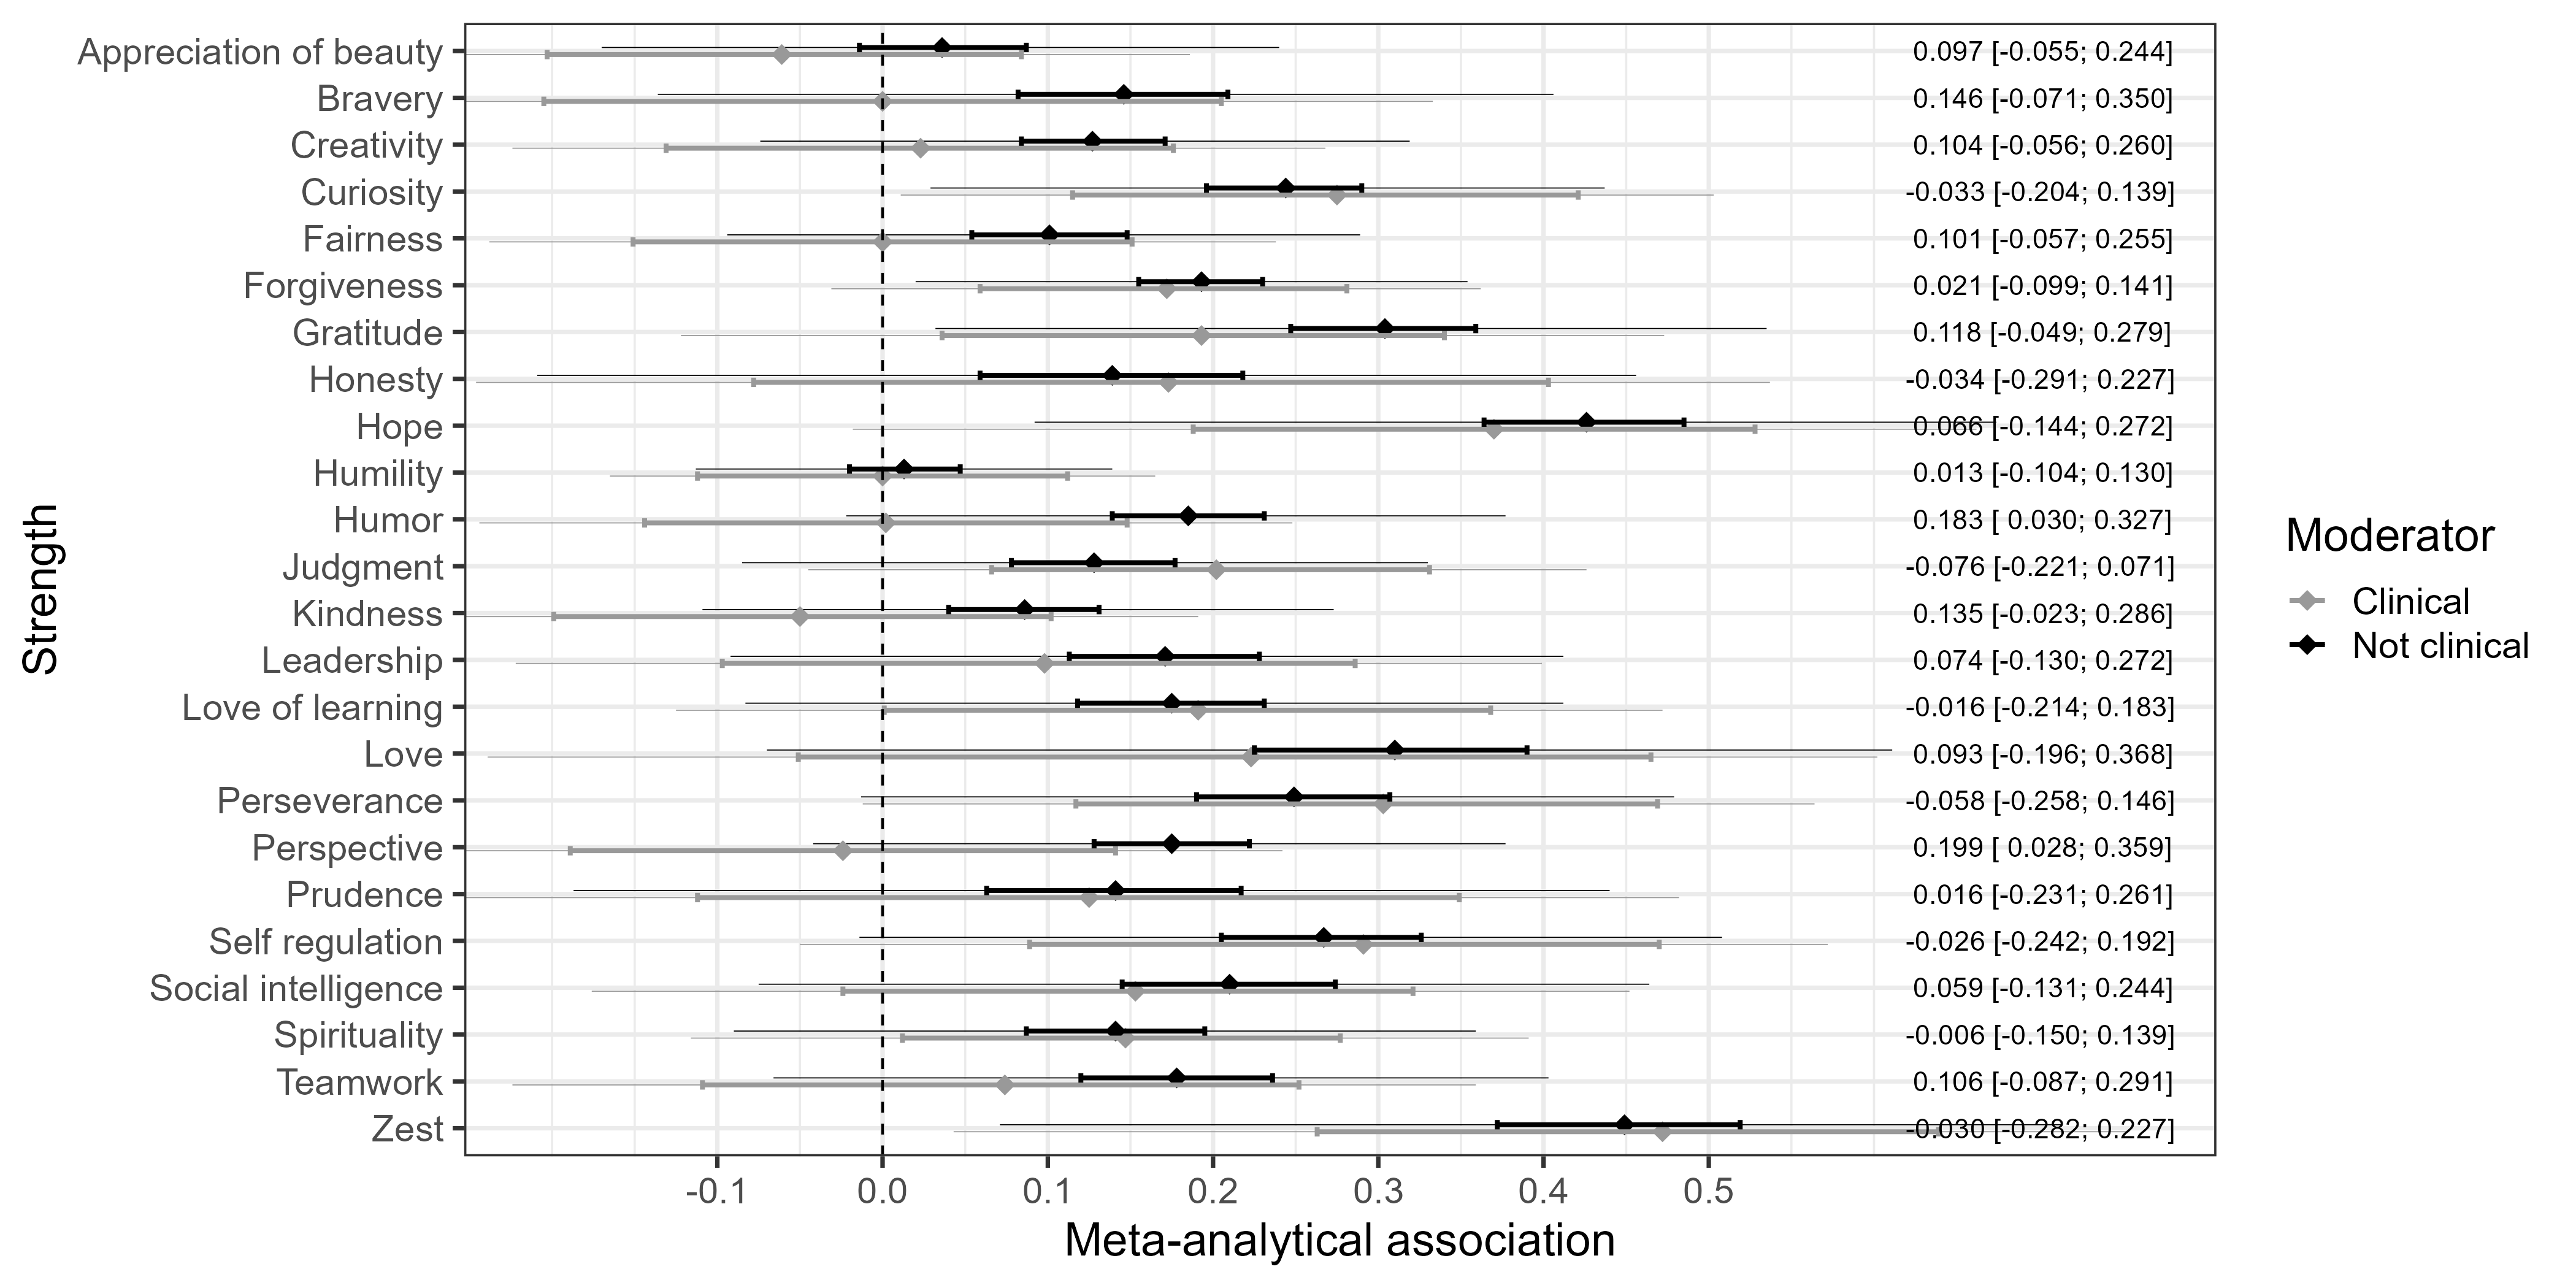 Appreciation of beauty 0.097 [-0.055; 0.244]
Bravery 0.146 [-0.071; 0.350]
Creativity 0.104 [-0.056; 0.260]
Curiosity -0.033 [-0.204; 0.139]
Fairness 0.101 [-0.057; 0.255]
Forgiveness 0.021 [-0.099; 0.141]
Gratitude 0.118 [-0.049; 0.279]
Honesty -0.034 [-0.291; 0.227]
Hope 0.066 [-0.144; 0.272]
Humility 0.013 [-0.104; 0.130]
Humor 0.183 [ 0.030; 0.327]
Judgment -0.076 [-0.221; 0.071]
Kindness 0.135 [-0.023; 0.286]
Leadership 0.074 [-0.130; 0.272]
Love of learning -0.016 [-0.214; 0.183]
Love 0.093 [-0.196; 0.368]
Perseverance -0.058 [-0.258; 0.146]
Perspective 0.199 [ 0.028; 0.359]
Prudence 0.016 [-0.231; 0.261]
Self regulation -0.026 [-0.242; 0.192]
Social intelligence 0.059 [-0.131; 0.244]
Spirituality -0.006 [-0.150; 0.139]
Teamwork 0.106 [-0.087; 0.291]
Zest -0.030 [-0.282; 0.227]
-0.1 0.0 0.1 0.2 0.3 0.4 0.5
Meta-analytical association
Strength
Moderator
Clinical
Not clinical